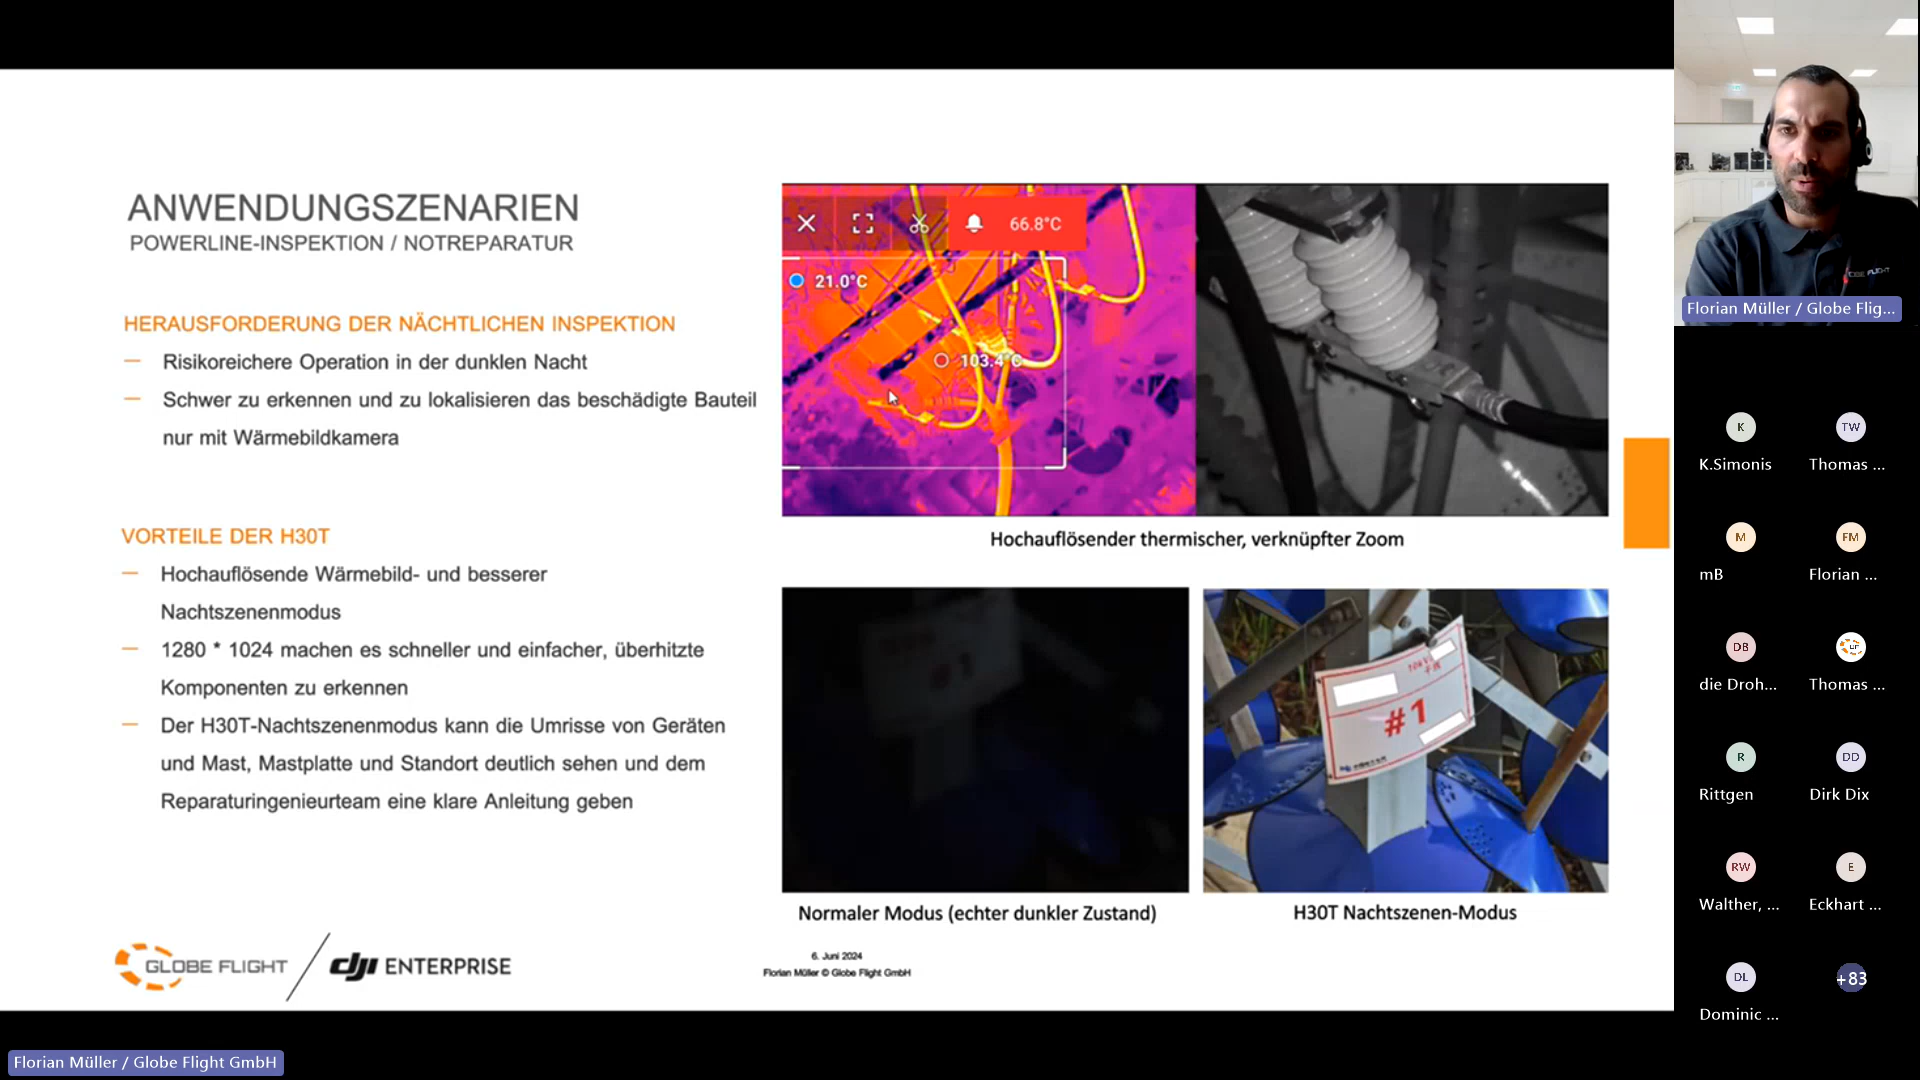 ANWENDUNGSZENARIEN
POWERLINE-INSPEKTION / NOTREPARATUR
HERAUSFORDERUNG DER NÄCHTLICHEN INSPEKTION
— Risikoreichere Operation in der dunklen Nacht
— Schwer zu erkennen und zu lokalisieren das beschädigte Bauteil
nur mit Wärmebildkamera
VORTEILE DER H30T
— Hochauflösende Wärmebild- und besserer
Nachtszenenmodus
— 1280 * 1024 machen es schneller und einfacher, überhitzte
Komponenten zu erkennen
— Der H30T-Nachtszenenmodus kann die Umrisse von Geräten
und Mast, Mastplatte und Standort deutlich sehen und dem
Reparaturingenieurteam eine klare Anleitung geben
66.8°C
21.0°C
103.4°C
Hochauflösender thermischer, verknüpfter Zoom
#1
#1
Normaler Modus (echter dunkler Zustand)
H30T Nachtszenen-Modus
GLOBE FLIGHT
dji ENTERPRISE
6. Juni 2024
Florian Müller © Globe Flight GmbH
Florian Müller / Globe Flight GmbH
Florian Müller / Globe Flig...
K
TW
K.Simonis
Thomas ...
M
FM
mB
Florian ...
DB
die Droh...
Thomas ...
R
DD
Rittgen
Dirk Dix
RW
E
Walther, ...
Eckhart ...
DL
+83
Dominic ...